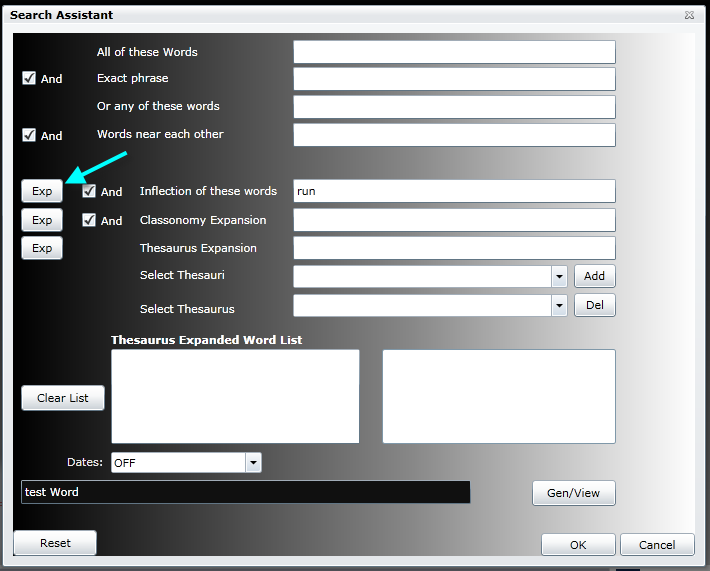 Search Assistant
All of these Words
And Exact phrase
Or any of these words
And Words near each other
Exp And Inflection of these words run
Exp And Classonomy Expansion
Exp Thesaurus Expansion
Select Thesauri Add
Select Thesaurus Del
Thesaurus Expanded Word List
Clear List
Dates: OFF
test Word Gen/View
Reset OK Cancel